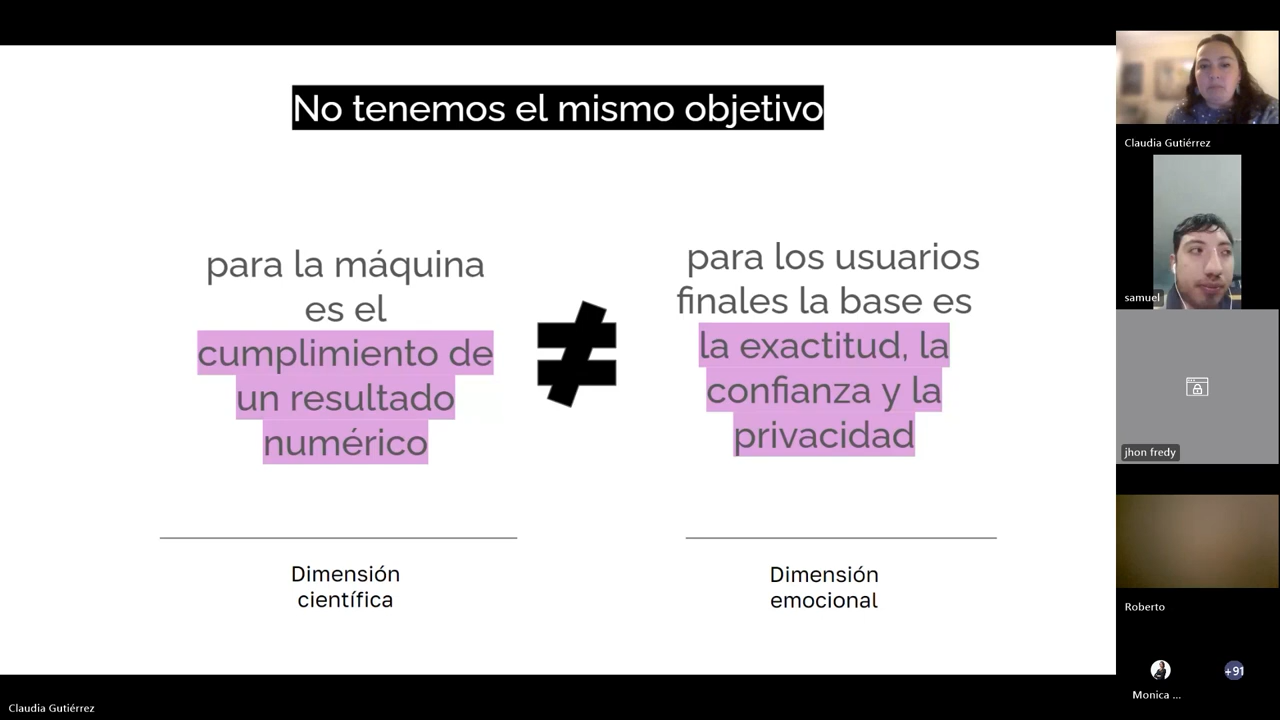 No tenemos el mismo objetivo
para la máquina
es el
cumplimiento de
un resultado
numérico
para los usuarios
finales la base es
la exactitud, la
confianza y la
privacidad
Dimensión
científica
Dimensión
emocional
Claudia Gutiérrez
samuel
jhon fredy
Roberto
Monica ...
+91
Claudia Gutiérrez